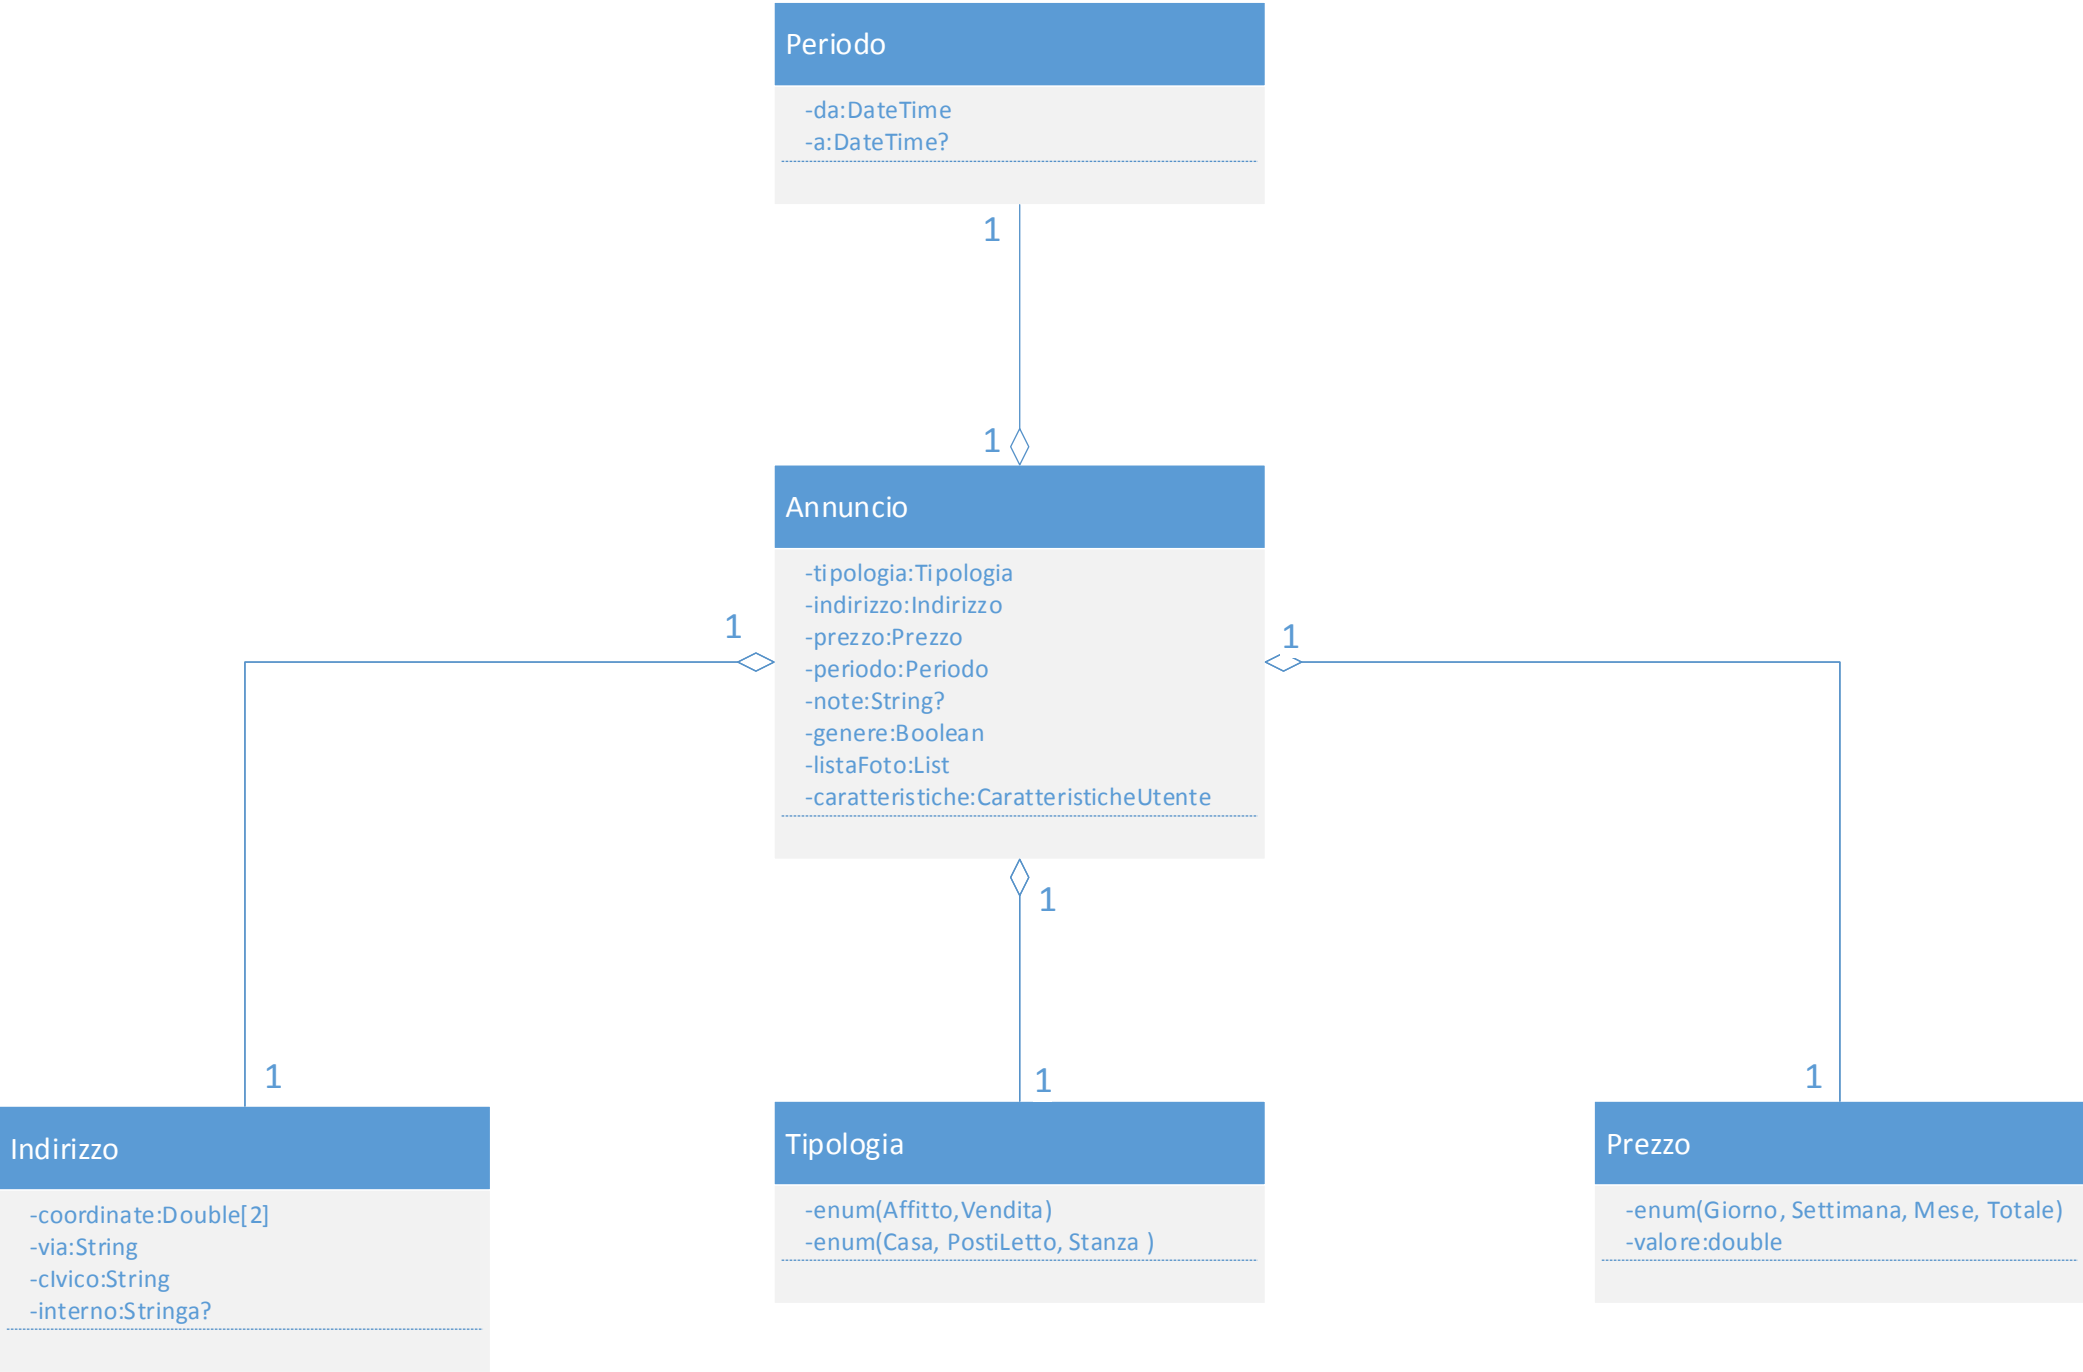 Periodo
-da:DateTime
-a:DateTime?
1
1
Annuncio
-tipologia:Tipologia
-indirizzo:Indirizzo
-prezzo:Prezzo
-periodo:Periodo
-note:String?
-genere:Boolean
-listaFoto:List
-caratteristiche:CaratteristicheUtente
1
1
1
1
1
1
Indirizzo
-coordinate:Double[2]
-via:String
-cIvico:String
-interno:Stringa?
Tipologia
-enum(Affitto,Vendita)
-enum(Casa, PostiLetto, Stanza )
Prezzo
-enum(Giorno, Settimana, Mese, Totale)
-valore:double